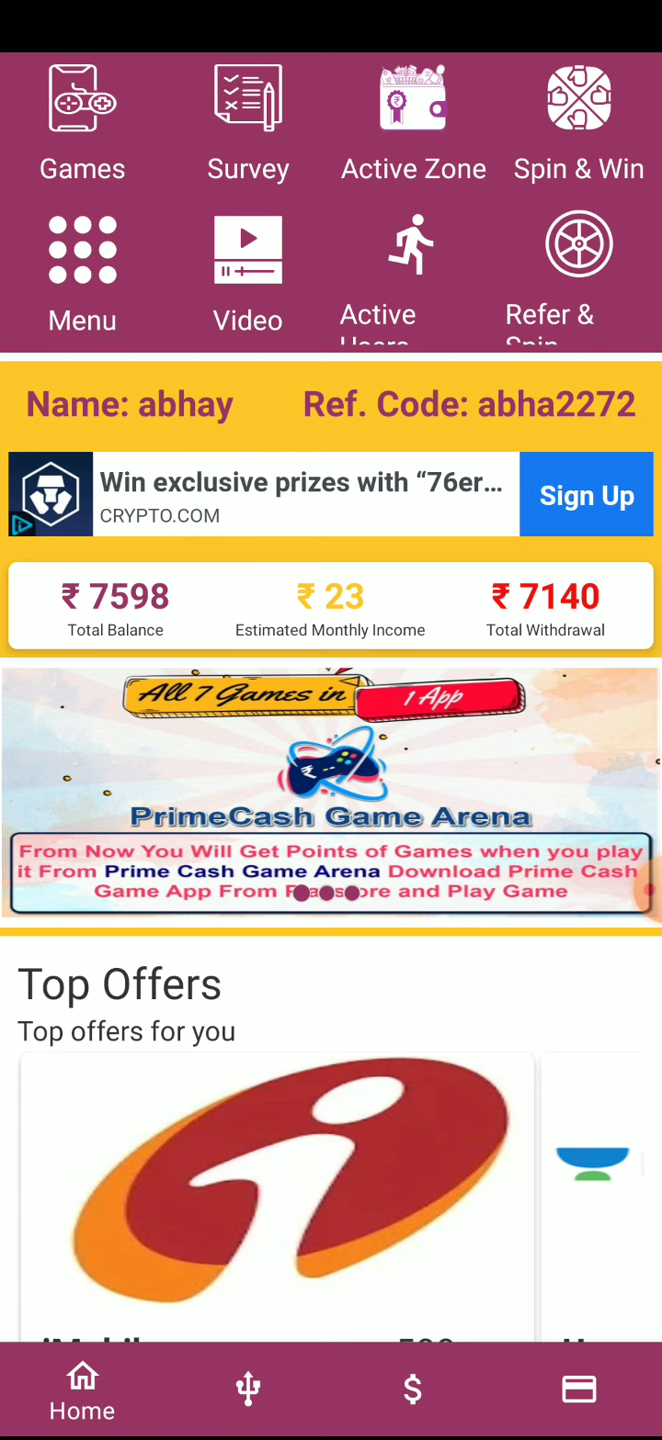 Games Survey Active Zone Spin & Win
Menu Video Active Users Refer & Spin
Name: abhay Ref. Code: abha2272
Win exclusive prizes with “76er...
CRYPTO.COM
Sign Up
₹ 7598 ₹ 23 ₹ 7140
Total Balance Estimated Monthly Income Total Withdrawal
All 7 Games in 1 App
PrimeCash Game Arena
From Now You Will Get Points of Games when you play
it From Prime Cash Game Arena Download Prime Cash
Game App From and Play Game
Top Offers
Top offers for you
Home